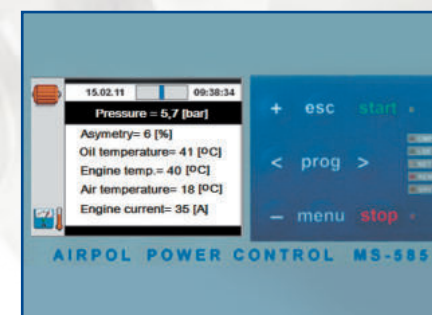 15.02.11 09:38:34
Pressure = 5,7 [bar]
Asymetry= 6 [%]
Oil temperature= 41 [ºC]
Engine temp.= 40 [ºC]
Air temperature= 18 [ºC]
Engine current= 35 [A]
+ esc start
< prog >
− menu stop
AIRPOL POWER CONTROL MS-585